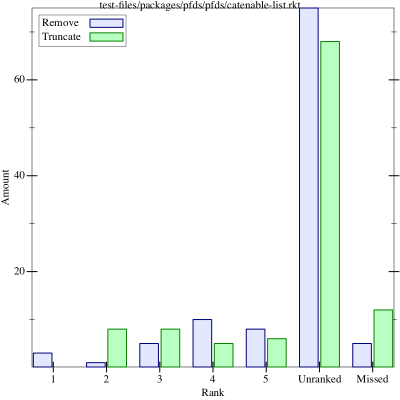 test-files/packages/pfds/pfds/catenable-list.rkt
Remove
Truncate
60
40
20
Amount
1 2 3 4 5 Unranked Missed
Rank